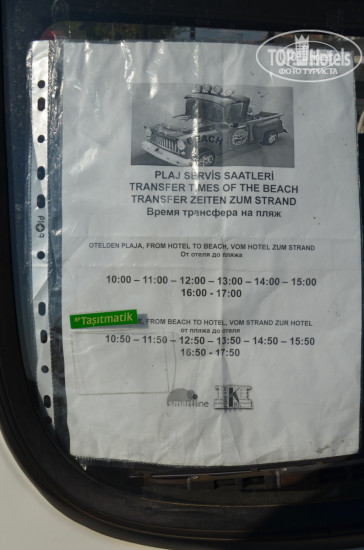 TOPHotels
ФОТО ТУРИСТА
BEACH
PLAJ SERVİS SAATLERİ
TRANSFER TIMES OF THE BEACH
TRANSFER ZEITEN ZUM STRAND
Время трансфера на пляж
OTELDEN PLAJA, FROM HOTEL TO BEACH, VOM HOTEL ZUM STRAND
От отеля до пляжа
10:00 – 11:00 – 12:00 – 13:00 – 14:00 – 15:00
16:00 - 17:00
Taşıtmatik
, FROM BEACH TO HOTEL, VOM STRAND ZUR HOTEL
от пляжа до отеля
10:50 – 11:50 – 12:50 – 13:50 – 14:50 – 15:50
16:50 - 17:50
smartline